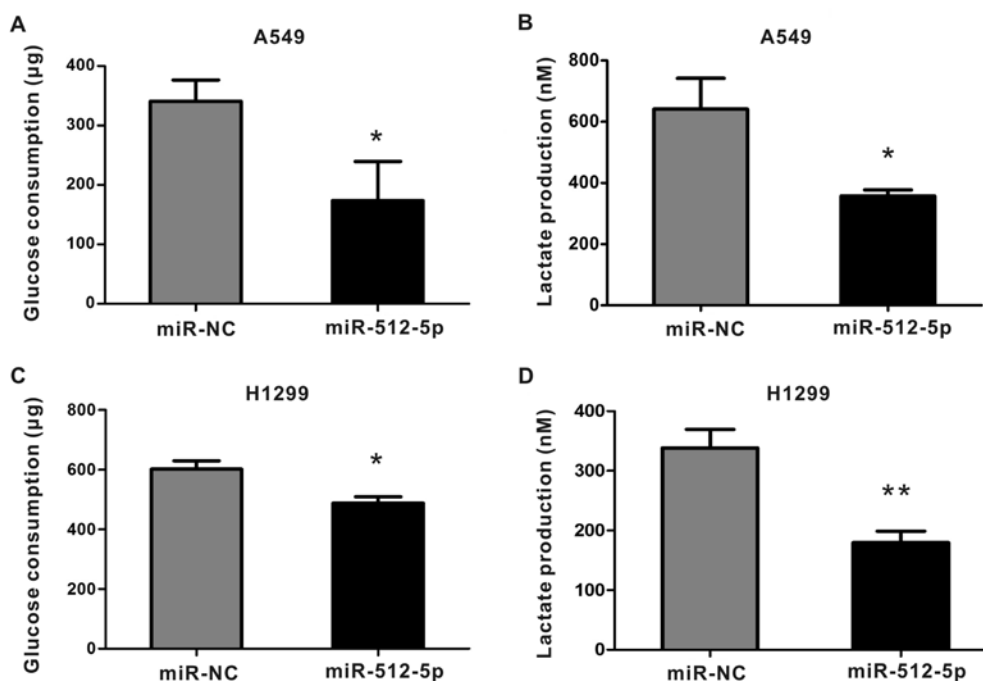 A
A549
Glucose consumption (μg)
400
300
200
100
0
*
miR-NC
miR-512-5p
B
A549
Lactate production (nM)
800
600
400
600
0
*
miR-NC
miR-512-5p
C
H1299
Glucose consumption (μg)
800
600
400
600
0
*
miR-NC
miR-512-5p
D
H1299
Lactate production (nM)
400
300
200
100
0
**
miR-NC
miR-512-5p